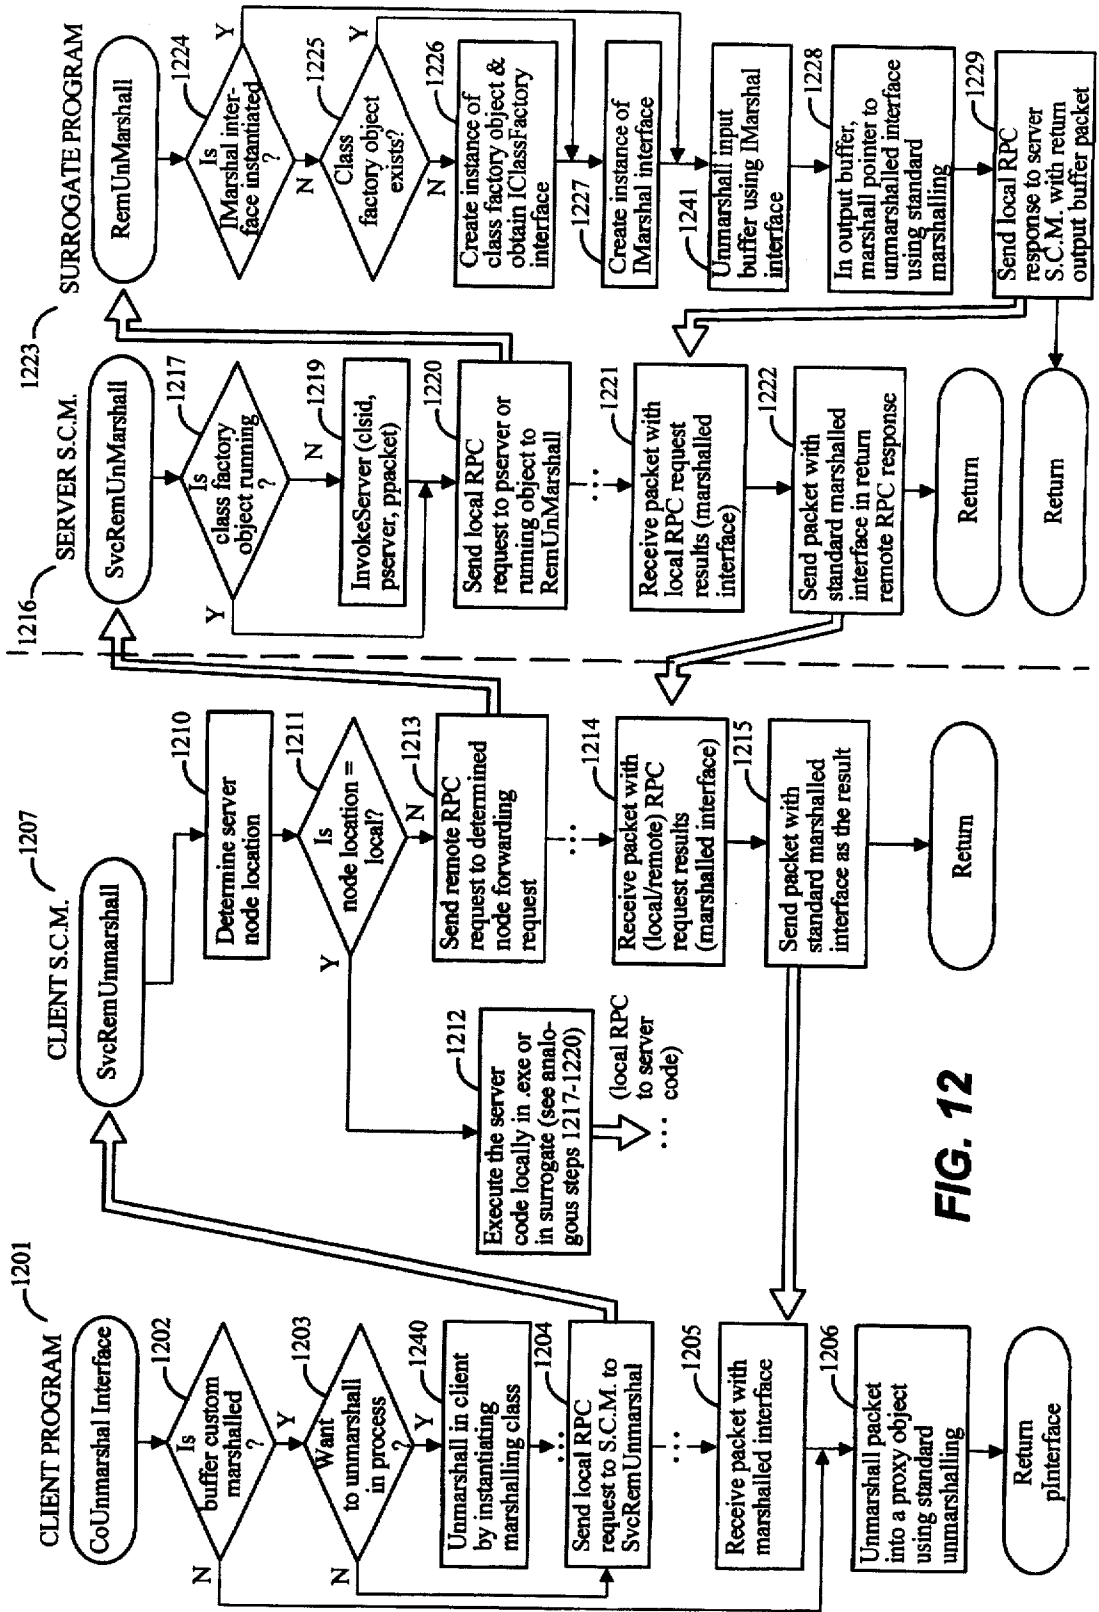 CLIENT PROGRAM
1201
CoUnmarshal Interface
1202
Is
buffer custom
marshalled
?
N
Y
1203
Want
to unmarshall
in process
?
N
Y
1240
Unmarshall in client
by instantiating
marshalling class
...
1204
Send local RPC
request to S.C.M. to
SvcRemUnmarshal
...
1205
Receive packet with
marshalled interface
1206
Unmarshall packet
into a proxy object
using standard
unmarshalling
Return
pInterface
CLIENT S.C.M.
1207
SvcRemUnmarshall
1210
Determine server
node location
1211
Is
node location =
local?
Y
N
1212
Execute the server
code locally in .exe or
in surrogate (see analo-
gous steps 1217-1220)
(local RPC
to server
code)
...
1213
Send remote RPC
request to determined
node forwarding
request
...
1214
Receive packet with
(local/remote) RPC
request results
(marshalled interface)
1215
Send packet with
standard marshalled
interface as the result
Return
1216
SERVER S.C.M.
SvcRemUnMarshall
1217
Is
class factory
object running
?
Y
N
1219
InvokeServer (clsid,
pserver, ppacket)
1220
Send local RPC
request to pserver or
running object to
RemUnMarshall
...
1221
Receive packet with
local RPC request
results (marshalled
interface)
1222
Send packet with
standard marshalled
interface in return
remote RPC response
Return
1223
SURROGATE PROGRAM
RemUnMarshall
1224
Is
IMarshal inter-
face instantiated
?
Y
N
1225
Class
factory object
exists?
Y
N
1226
Create instance of
class factory object &
obtain IClassFactory
interface
1227
Create instance of
IMarshal interface
1241
Unmarshall input
buffer using IMarshal
interface
1228
In output buffer,
marshall pointer to
unmarshalled interface
using standard
marshalling
1229
Send local RPC
response to server
S.C.M. with return
output buffer packet
Return
FIG. 12